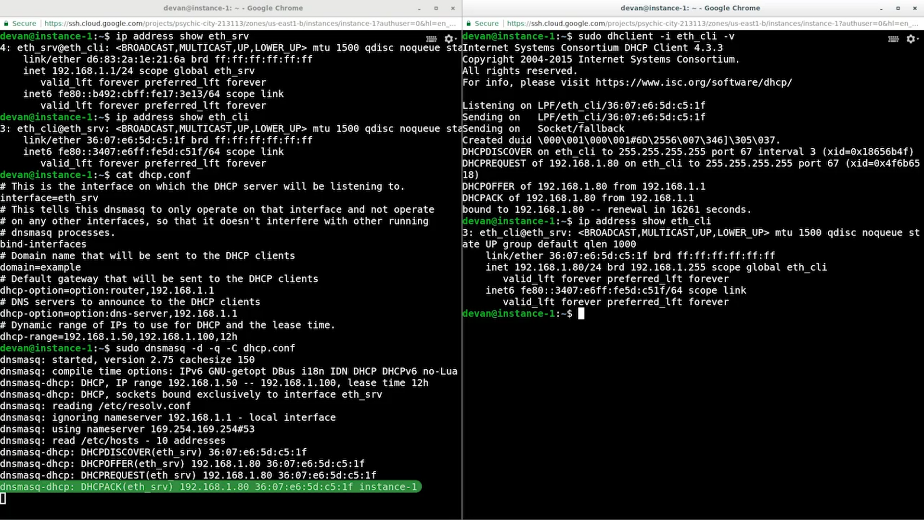 devan@instance-1: ~ - Google Chrome
Secure https://ssh.cloud.google.com/projects/psychic-city-213113/zones/us-east1-b/instances/instance-1?authuser=0&hl=en_...
devan@instance-1:~$ ip address show eth_srv
4: eth_srv@eth_cli: <BROADCAST,MULTICAST,UP,LOWER_UP> mtu 1500 qdisc noqueue sta
link/ether d6:83:2a:1e:21:6a brd ff:ff:ff:ff:ff:ff
inet 192.168.1.1/24 scope global eth_srv
valid_lft forever preferred_lft forever
inet6 fe80::b492:cbff:fe17:3e13/64 scope link
valid_lft forever preferred_lft forever
devan@instance-1:~$ ip address show eth_cli
3: eth_cli@eth_srv: <BROADCAST,MULTICAST,UP,LOWER_UP> mtu 1500 qdisc noqueue sta
link/ether 36:07:e6:5d:c5:1f brd ff:ff:ff:ff:ff:ff
inet6 fe80::3407:e6ff:fe5d:c51f/64 scope link
valid_lft forever preferred_lft forever
devan@instance-1:~$ cat dhcp.conf
# This is the interface on which the DHCP server will be listening to.
interface=eth_srv
# This tells this dnsmasq to only operate on that interface and not operate
# on any other interfaces, so that it doesn't interfere with other running
# dnsmasq processes.
bind-interfaces
# Domain name that will be sent to the DHCP clients
domain=example
# Default gateway that will be sent to the DHCP clients
dhcp-option=option:router,192.168.1.1
# DNS servers to announce to the DHCP clients
dhcp-option=option:dns-server,192.168.1.1
# Dynamic range of IPs to use for DHCP and the lease time.
dhcp-range=192.168.1.50,192.168.1.100,12h
devan@instance-1:~$ sudo dnsmasq -d -q -C dhcp.conf
dnsmasq: started, version 2.75 cachesize 150
dnsmasq: compile time options: IPv6 GNU-getopt DBus i18n IDN DHCP DHCPv6 no-Lua
dnsmasq-dhcp: DHCP, IP range 192.168.1.50 -- 192.168.1.100, lease time 12h
dnsmasq-dhcp: DHCP, sockets bound exclusively to interface eth_srv
dnsmasq: reading /etc/resolv.conf
dnsmasq: ignoring nameserver 192.168.1.1 - local interface
dnsmasq: using nameserver 169.254.169.254#53
dnsmasq: read /etc/hosts - 10 addresses
dnsmasq-dhcp: DHCPDISCOVER(eth_srv) 36:07:e6:5d:c5:1f
dnsmasq-dhcp: DHCPOFFER(eth_srv) 192.168.1.80 36:07:e6:5d:c5:1f
dnsmasq-dhcp: DHCPREQUEST(eth_srv) 192.168.1.80 36:07:e6:5d:c5:1f
dnsmasq-dhcp: DHCPACK(eth_srv) 192.168.1.80 36:07:e6:5d:c5:1f instance-1
devan@instance-1: ~ - Google Chrome
Secure https://ssh.cloud.google.com/projects/psychic-city-213113/zones/us-east1-b/instances/instance-1?authuser=0&hl=en_...
devan@instance-1:~$ sudo dhclient -i eth_cli -v
Internet Systems Consortium DHCP Client 4.3.3
Copyright 2004-2015 Internet Systems Consortium.
All rights reserved.
For info, please visit https://www.isc.org/software/dhcp/
Listening on LPF/eth_cli/36:07:e6:5d:c5:1f
Sending on LPF/eth_cli/36:07:e6:5d:c5:1f
Sending on Socket/fallback
Created duid \000\001\000\001#6D\2556\007\346]\305\037.
DHCPDISCOVER on eth_cli to 255.255.255.255 port 67 interval 3 (xid=0x18656b4f)
DHCPREQUEST of 192.168.1.80 on eth_cli to 255.255.255.255 port 67 (xid=0x4f6b65
18)
DHCPOFFER of 192.168.1.80 from 192.168.1.1
DHCPACK of 192.168.1.80 from 192.168.1.1
bound to 192.168.1.80 -- renewal in 16261 seconds.
devan@instance-1:~$ ip address show eth_cli
3: eth_cli@eth_srv: <BROADCAST,MULTICAST,UP,LOWER_UP> mtu 1500 qdisc noqueue st
ate UP group default qlen 1000
link/ether 36:07:e6:5d:c5:1f brd ff:ff:ff:ff:ff:ff
inet 192.168.1.80/24 brd 192.168.1.255 scope global eth_cli
valid_lft forever preferred_lft forever
inet6 fe80::3407:e6ff:fe5d:c51f/64 scope link
valid_lft forever preferred_lft forever
devan@instance-1:~$